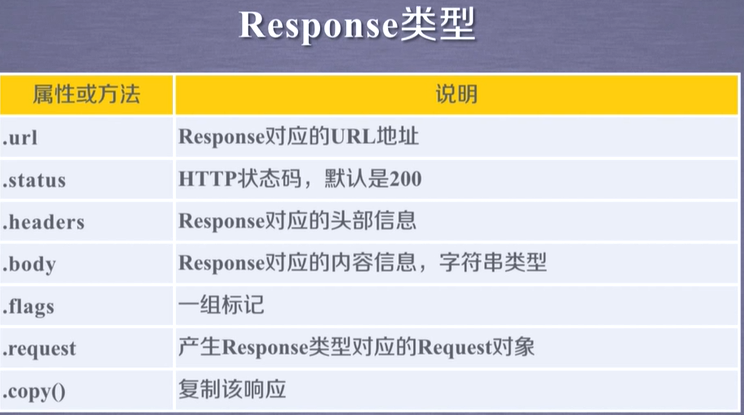 Response类型
属性或方法 说明
.url Response对应的URL地址
.status HTTP状态码，默认是200
.headers Response对应的头部信息
.body Response对应的内容信息，字符串类型
.flags 一组标记
.request 产生Response类型对应的Request对象
.copy() 复制该响应